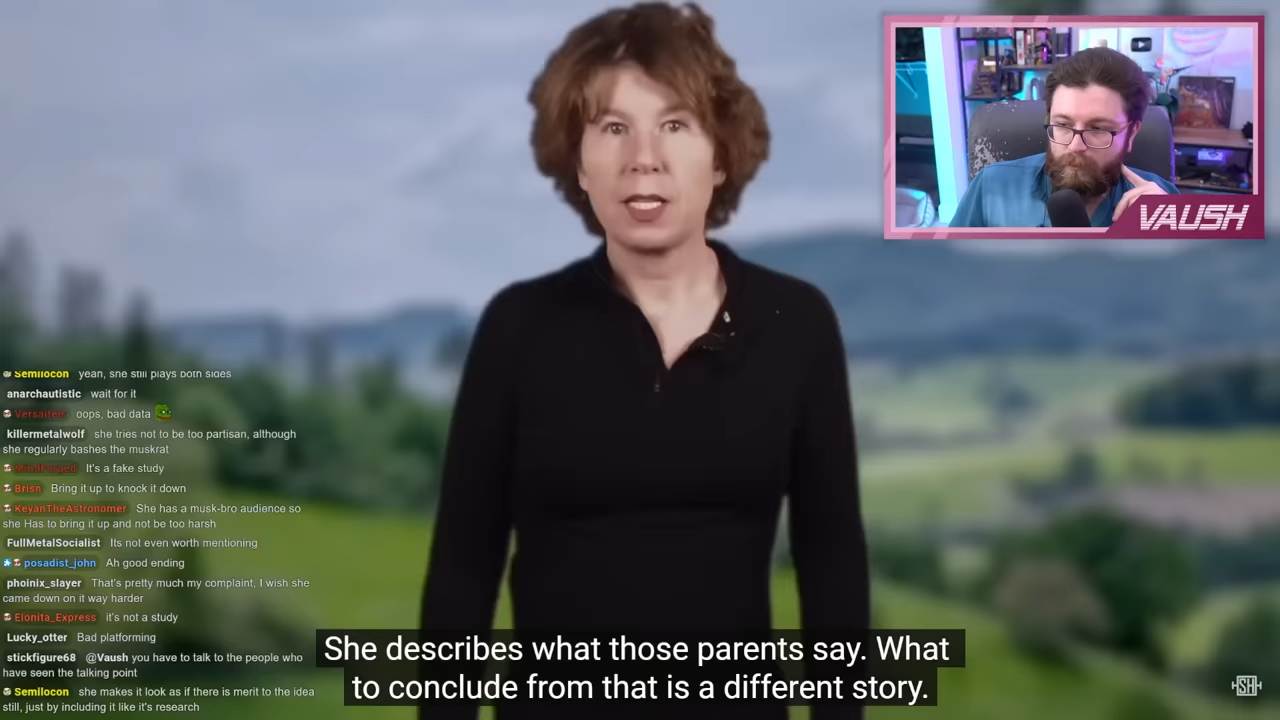 VAUSH
Semilocon yeah, she still plays both sides
anarchautistic wait for it
Versaiteis oops, bad data
killermetalwolf she tries not to be too partisan, although
she regularly bashes the muskrat
It's a fake study
Brisn Bring it up to knock it down
KeyanTheAstronomer She has a musk-bro audience so
she Has to bring it up and not be too harsh
FullMetalSocialist Its not even worth mentioning
posadist_john Ah good ending
phoinix_slayer That's pretty much my complaint, I wish she
came down on it way harder
Elonita_Express it's not a study
Lucky_otter Bad platforming
stickfigure68 @Vaush you have to talk to the people who
have seen the talking point
Semilocon she makes it look as if there is merit to the idea
still, just by including it like it's research
She describes what those parents say. What
to conclude from that is a different story.
SH